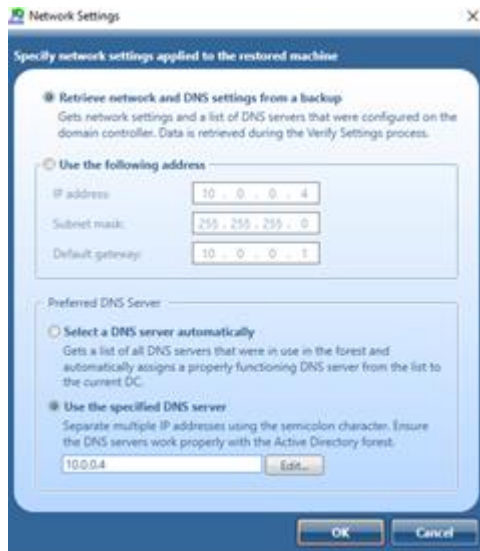 Network Settings
Specify network settings applied to the restored machine
Retrieve network and DNS settings from a backup
Gets network settings and a list of DNS servers that were configured on the
domain controller. Data is retrieved during the Verify Settings process.
Use the following address
IP address:
10 . 0 . 0 . 4
Subnet mask:
255 . 255 . 255 . 0
Default gateway:
10 . 0 . 0 . 1
Preferred DNS Server
Select a DNS server automatically
Gets a list of all DNS servers that were in use in the forest and
automatically assigns a properly functioning DNS server from the list to
the current DC.
Use the specified DNS server
Separate multiple IP addresses using the semicolon character. Ensure
the DNS servers work properly with the Active Directory forest.
10.0.0.4
Edit...
OK
Cancel